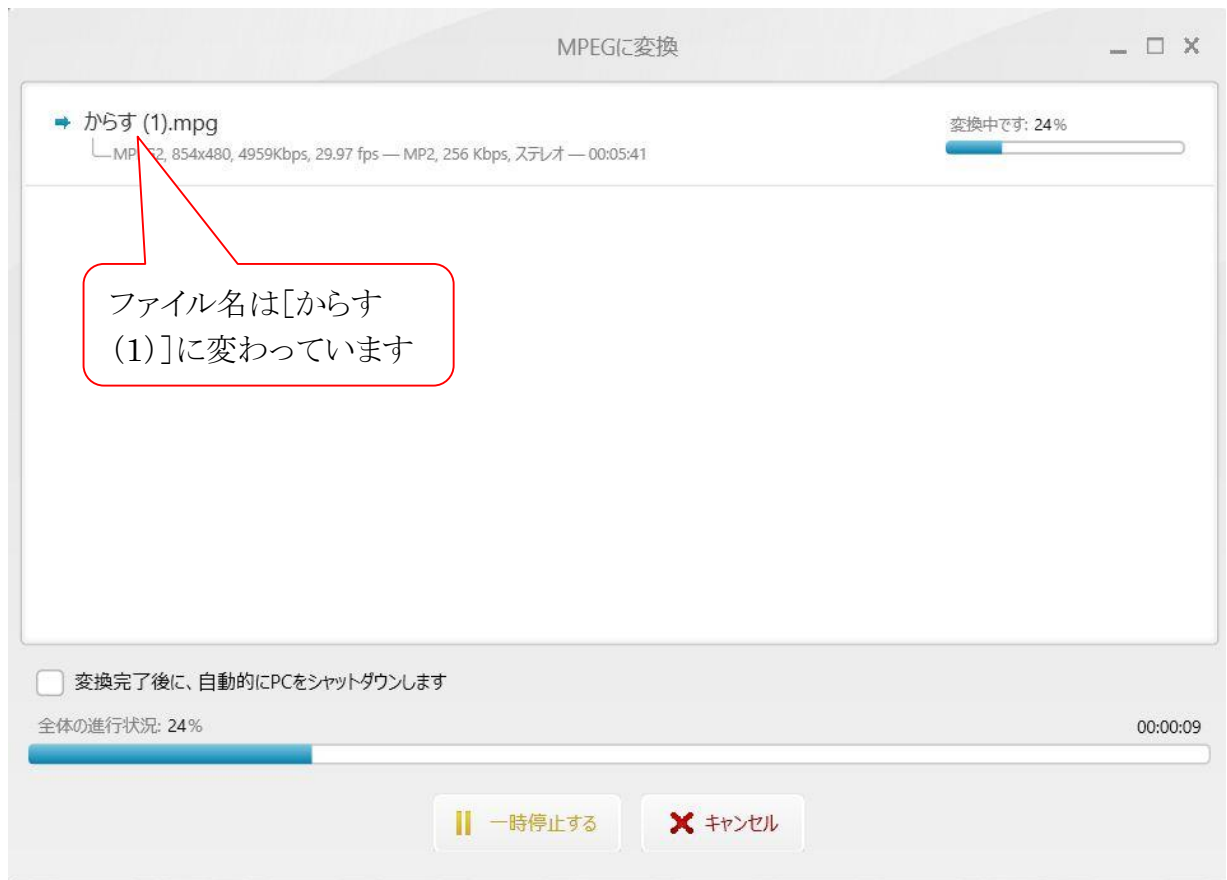 MPEGに変換
からす (1).mpg
変換中です: 24%
2, 854x480, 4959Kbps, 29.97 fps — MP2, 256 Kbps, ステレオ — 00:05:41
ファイル名は[からす
(1)]に変わっています
変換完了後に、自動的にPCをシャットダウンします
全体の進行状況: 24%
00:00:09
一時停止する
キャンセル